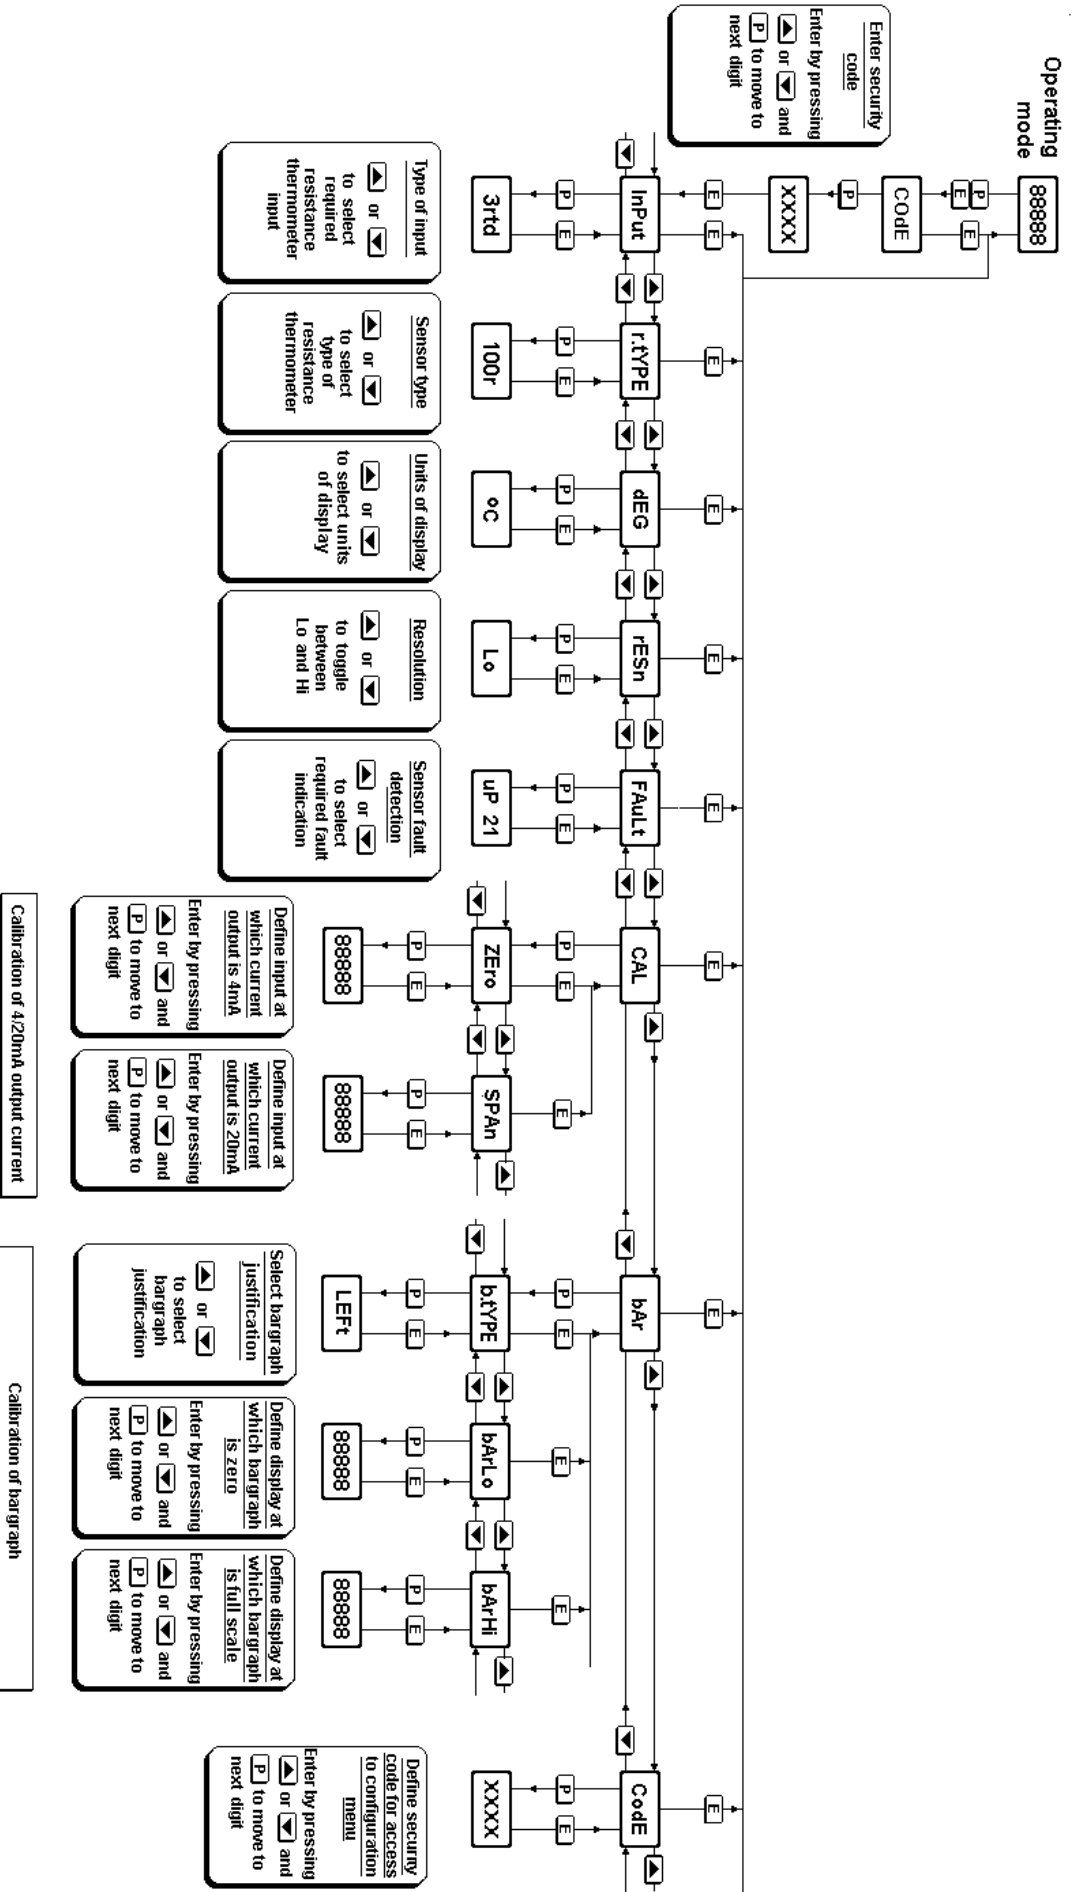 Operating
mode
88888
P
E
E
COdE
P
XXXX
Enter security
code
Enter by pressing
▲ or ▼ and
P to move to
next digit
E
E
E
E
E
E
E
E
E
E
▼
InPut
▲
▼
r.tYPE
▲
▼
dEG
▲
▼
rESn
▲
▼
FAuLt
▲
▼
CAL
▲
▼
bAr
▲
▼
CodE
▲
P
E
P
E
P
E
P
E
P
E
P
E
E
P
E
E
E
P
E
3rtd
100r
°C
Lo
uP 21
▼
ZEro
▲
▼
SPAn
▲
▼
b.tYPE
▲
▼
bArLo
▲
▼
bArHi
▲
XXXX
P
E
P
E
P
E
P
E
P
E
88888
88888
LEFt
88888
88888
Type of input
▲ or ▼
to select
required
resistance
thermometer
input
Sensor type
▲ or ▼
to select
type of
resistance
thermometer
Units of display
▲ or ▼
to select units
of display
Resolution
▲ or ▼
to toggle
between
Lo and Hi
Sensor fault
detection
▲ or ▼
to select
required fault
indication
Define input at
which current
output is 4mA
Enter by pressing
▲ or ▼ and
P to move to
next digit
Define input at
which current
output is 20mA
Enter by pressing
▲ or ▼ and
P to move to
next digit
Select bargraph
justification
▲ or ▼
to select
bargraph
justification
Define display at
which bargraph
is zero
Enter by pressing
▲ or ▼ and
P to move to
next digit
Define display at
which bargraph
is full scale
Enter by pressing
▲ or ▼ and
P to move to
next digit
Define securny
code for access
to configuration
menu
Enter by pressing
▲ or ▼ and
P to move to
next digit
Calibration of 4/20mA output current
Calibration of bargraph